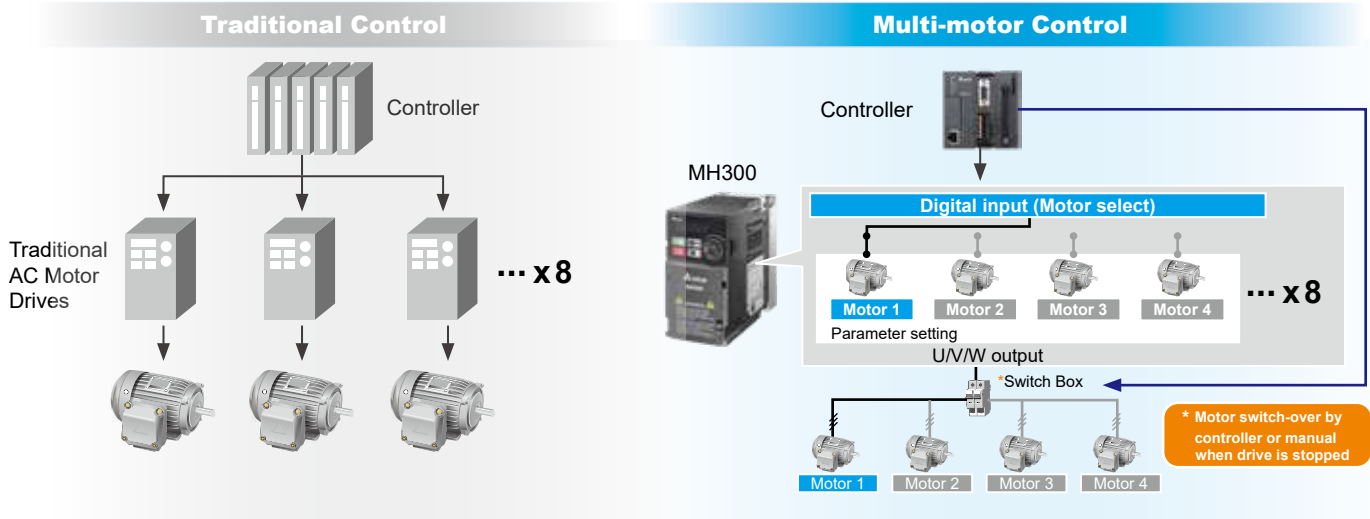 Traditional Control
Controller
Traditional
AC Motor
Drives
··· x 8
Multi-motor Control
Controller
MH300
Digital input (Motor select)
Motor 1
Motor 2
Motor 3
Motor 4
··· x 8
Parameter setting
U/V/W output
*Switch Box
* Motor switch-over by
controller or manual
when drive is stopped
Motor 1
Motor 2
Motor 3
Motor 4